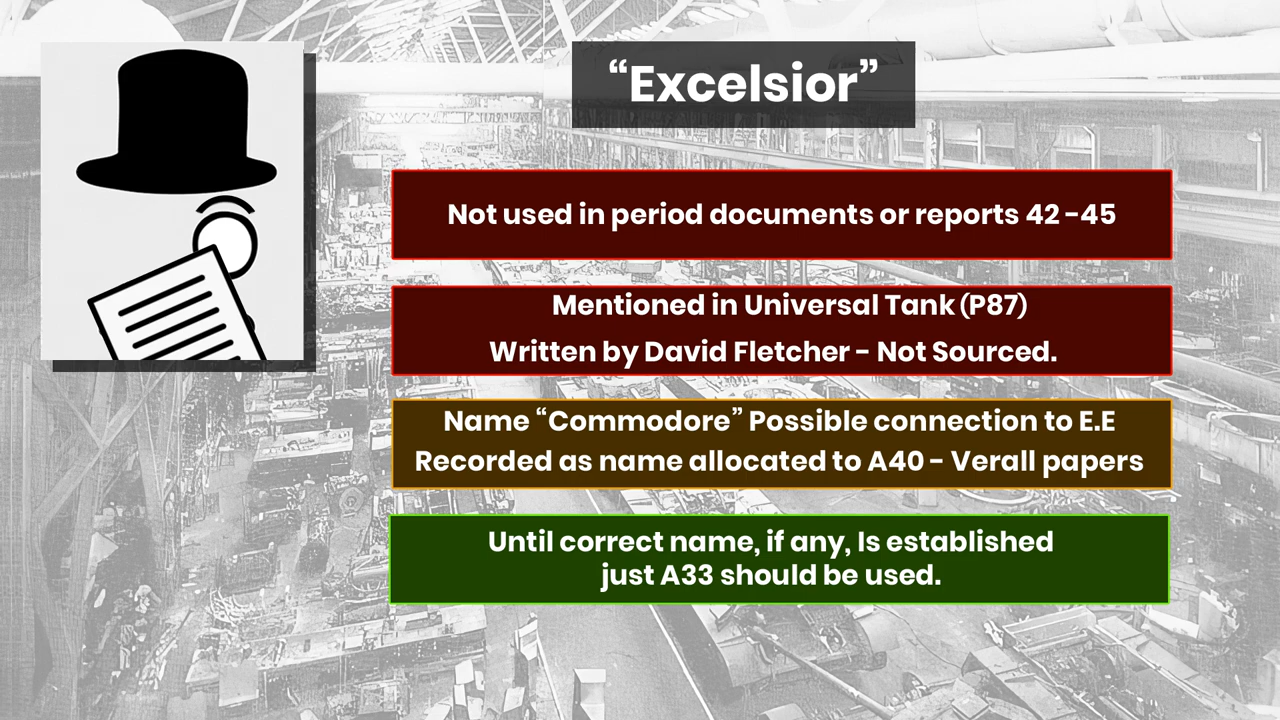 “Excelsior”
Not used in period documents or reports 42 -45
Mentioned in Universal Tank (P87)
Written by David Fletcher - Not Sourced.
Name “Commodore” Possible connection to E.E
Recorded as name allocated to A40 - Verall papers
Until correct name, if any, Is established
just A33 should be used.